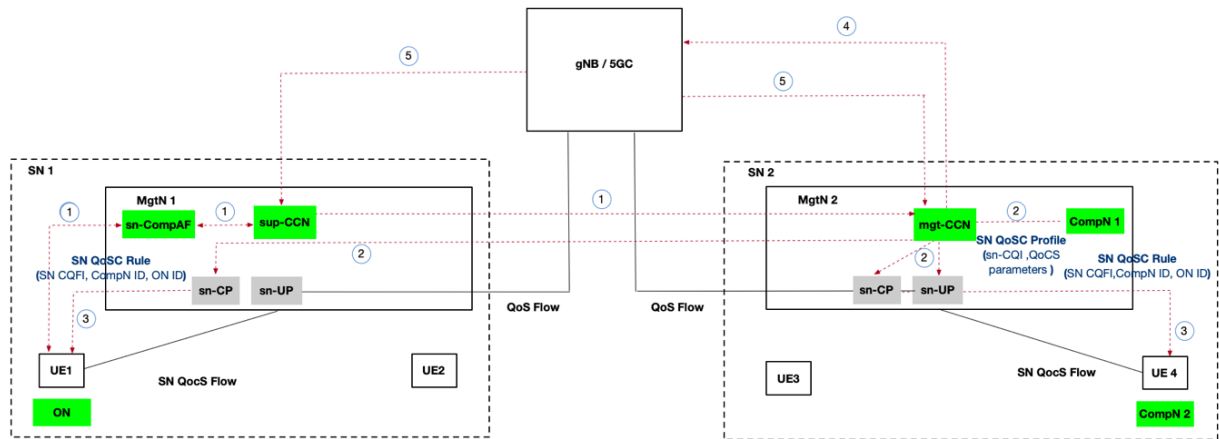 4
gNB / 5GC
5
5
SN 1
SN 2
MgtN 1
MgtN 2
1
1
1
sn-CompAF
sup-CCN
mgt-CCN
2
CompN 1
2
SN QoSC Profile
(sn-CQI ,QoCS
parameters )
2
SN QoSC Rule
(SN CQFI, CompN ID, ON ID)
SN QoSC Rule
(SN CQFI,CompN ID, ON ID)
sn-CP
sn-UP
sn-CP
sn-UP
QoS Flow
QoS Flow
3
3
UE1
SN QocS Flow
UE2
UE3
SN QocS Flow
UE 4
ON
CompN 2